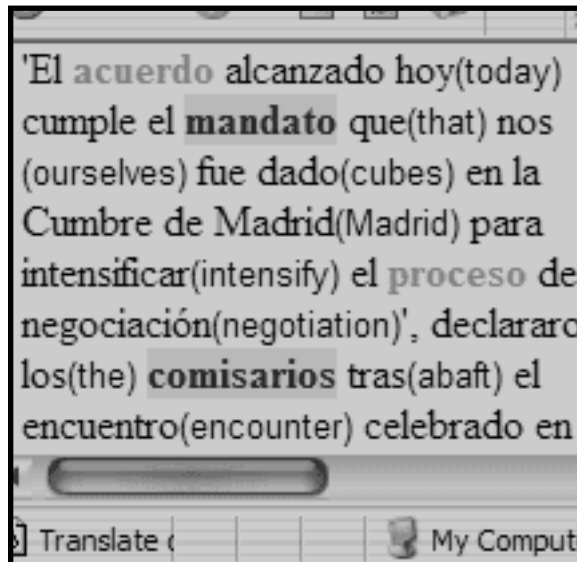 'El acuerdo alcanzado hoy(today)
cumple el mandato que(that) nos
(ourselves) fue dado(cubes) en la
Cumbre de Madrid(Madrid) para
intensificar(intensify) el proceso de
negociación(negotiation)', declararo
los(the) comisarios tras(abaft) el
encuentro(encounter) celebrado en
Translate
My Comput